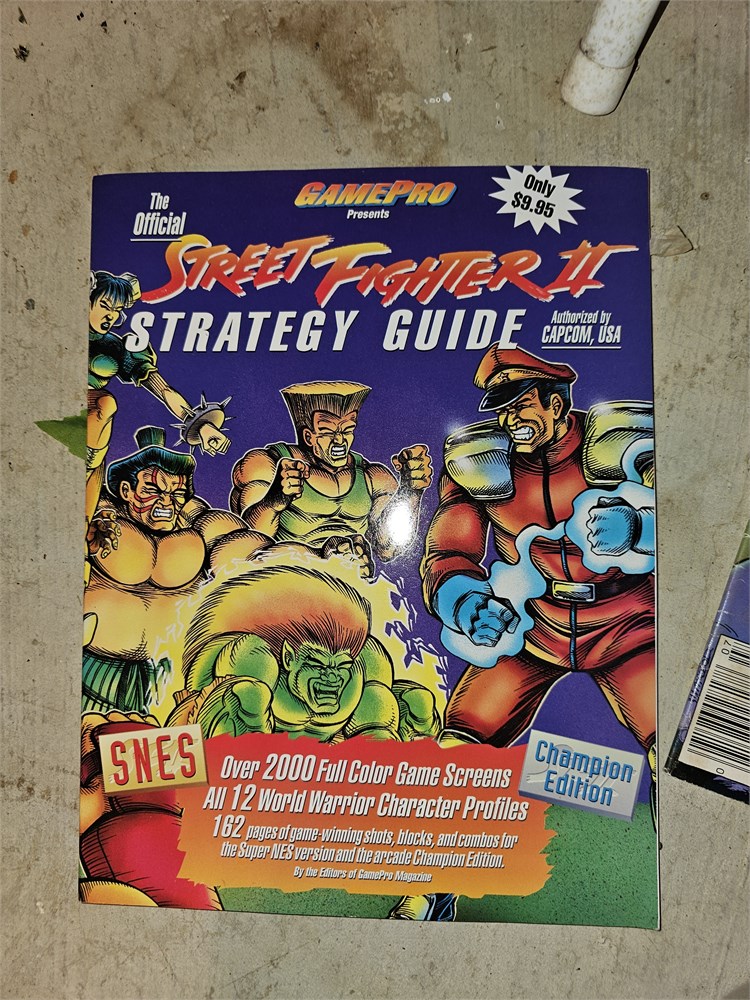 The
Official
GAMEPRO
Presents
Only
$9.95
STREET FIGHTER II
STRATEGY GUIDE
Authorized by
CAPCOM, USA
SNES
Champion
Edition
Over 2000 Full Color Game Screens
All 12 World Warrior Character Profiles
162 pages of game-winning shots, blocks, and combos for
the Super NES version and the arcade Champion Edition.
By the Editors of GamePro Magazine
07